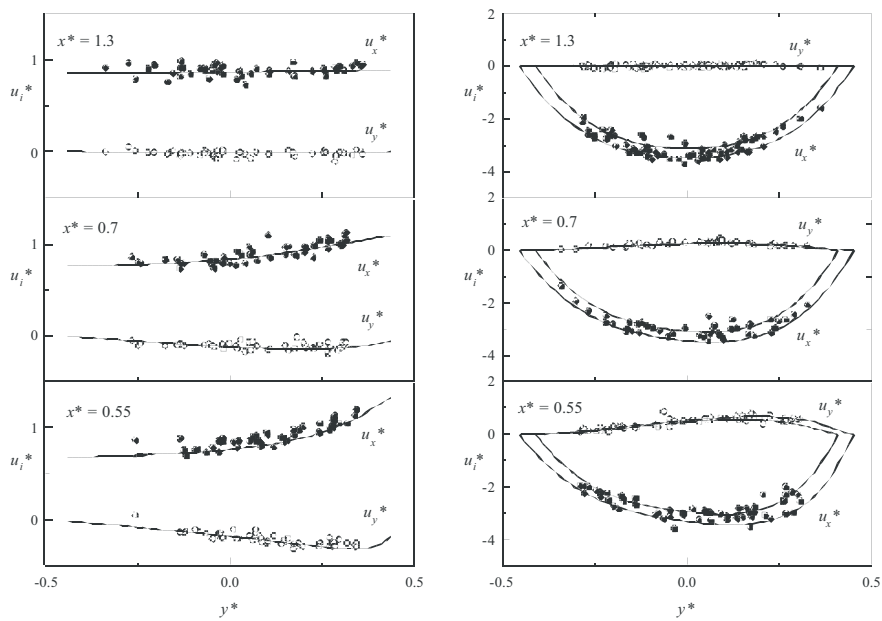 x* = 1.3
u_x*
1
u_i*
u_y*
0
x* = 0.7
1
u_i*
u_x*
u_y*
0
x* = 0.55
1
u_i*
u_x*
u_y*
0
-0.5 0.0 0.5
y*
2
x* = 1.3
u_y*
0
u_i*
-2
u_x*
-4
2
x* = 0.7
u_y*
0
u_i*
-2
u_x*
-4
2
x* = 0.55
u_y*
0
u_i*
-2
u_x*
-4
-0.5 0.0 0.5
y*